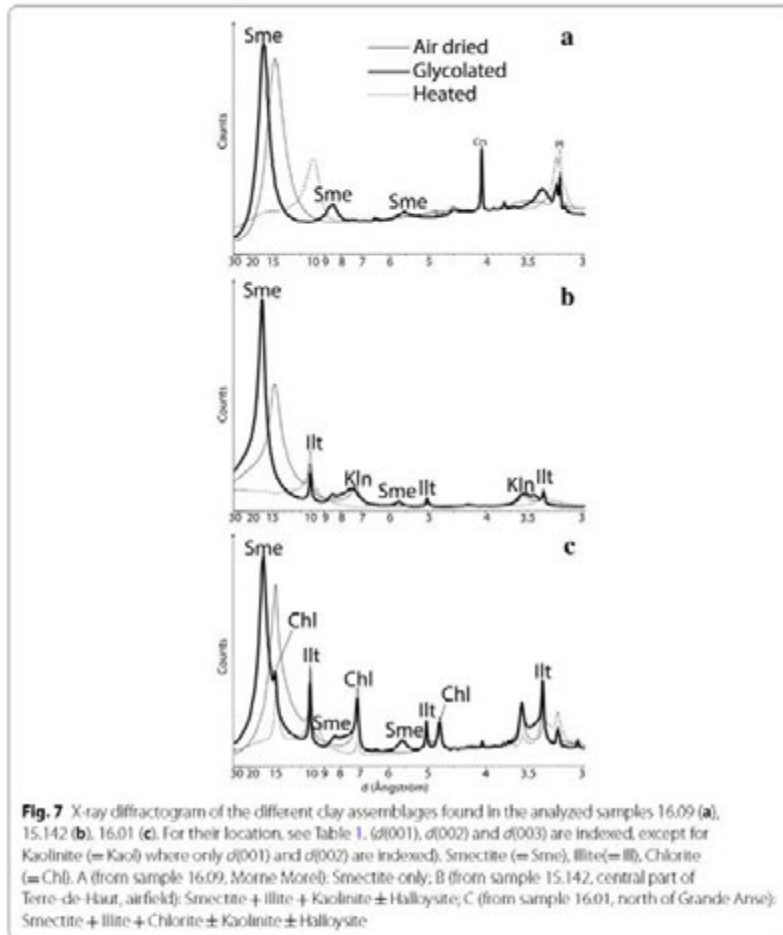 Sme
a
Air dried
Glycolated
Heated
Counts
Sme
Sme
30 20 15 10 9 8 7 6 5 4 3.5 3
Sme
b
Counts
Ilt
Kln
Sme
Ilt
Kln
Ilt
30 20 15 10 9 8 7 6 5 4 3.5 3
Sme
c
Chl
Counts
Ilt
Chl
Ilt
Ilt
Chl
Sme
Sme
30 20 15 10 9 8 7 6 5 4 3.5 3
d (Ångström)
Fig. 7 X-ray diffractogram of the different clay assemblages found in the analyzed samples 16.09 (a),
15.142 (b), 16.01 (c). For their location, see Table 1. (d(001), d(002) and d(003) are indexed, except for
Kaolinite (= Kaol) where only d(001) and d(002) are indexed). Smectite (= Sme), Illite(= Ill), Chlorite
(= Chl). A (from sample 16.09, Morne Morel): Smectite only; B (from sample 15.142, central part of
Terre-de-Haut, airfield): Smectite + Illite + Kaolinite ± Halloysite; C (from sample 16.01, north of Grande Anse):
Smectite + Illite + Chlorite ± Kaolinite ± Halloysite